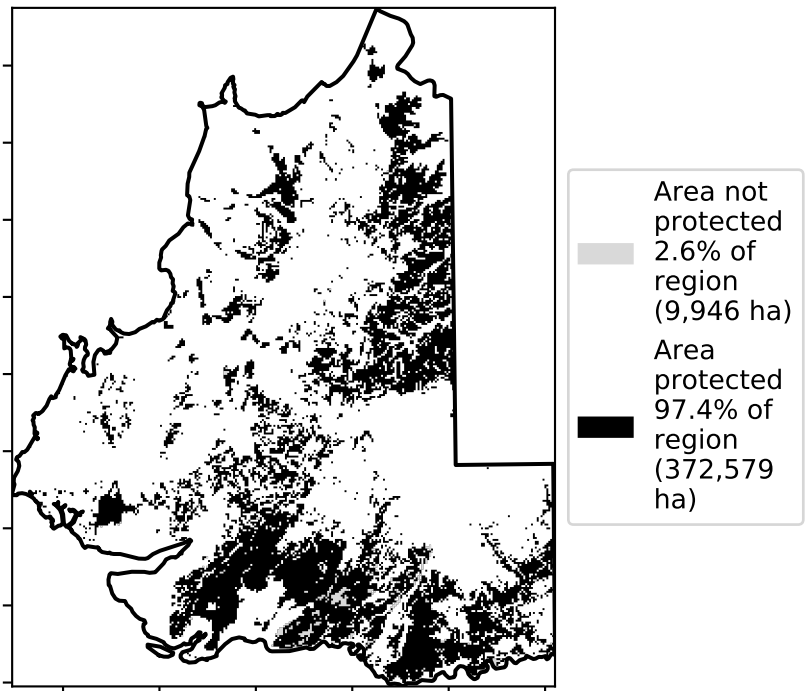 Area not
protected
2.6% of
region
(9,946 ha)
Area
protected
97.4% of
region
(372,579
ha)